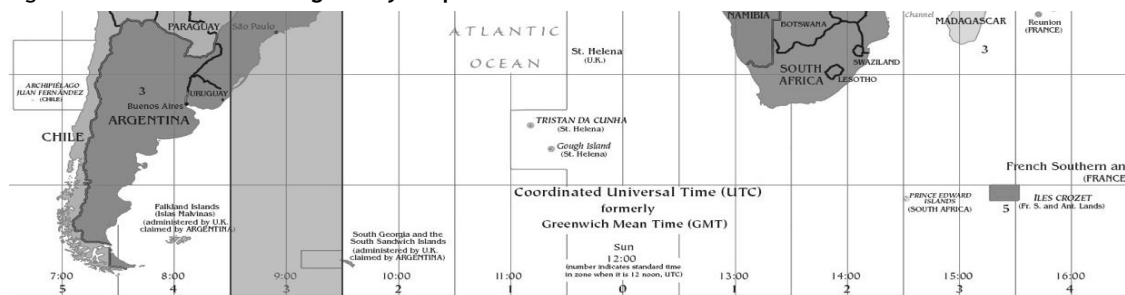 PARAGUAY
São Paulo
ATLANTIC
OCEAN
St. Helena
(U.K.)
NAMIBIA
BOTSWANA
Channel
MADAGASCAR
3
Reunion
(FRANCE)
SOUTH
AFRICA
SWAZILAND
LESOTHO
ARCHIPIÉLAGO
JUAN FERNÁNDEZ
(CHILE)
3
URUGUAY
Buenos Aires
ARGENTINA
CHILE
TRISTAN DA CUNHA
(St. Helena)
Gough Island
(St. Helena)
French Southern an
(FRANCE
Coordinated Universal Time (UTC)
formerly
Greenwich Mean Time (GMT)
PRINCE EDWARD
ISLANDS
(SOUTH AFRICA)
5
ÎLES CROZET
(Fr. S. and Ant. Lands)
Falkland Islands
(Islas Malvinas)
(administered by U.K.
claimed by ARGENTINA)
South Georgia and the
South Sandwich Islands
(administered by U.K.
claimed by ARGENTINA)
Sun
12:00
(number indicates standard time
in zone when it is 12 noon, UTC)
7:00 8:00 9:00 10:00 11:00 13:00 14:00 15:00 16:00
5 4 3 2 1 0 1 2 3 4